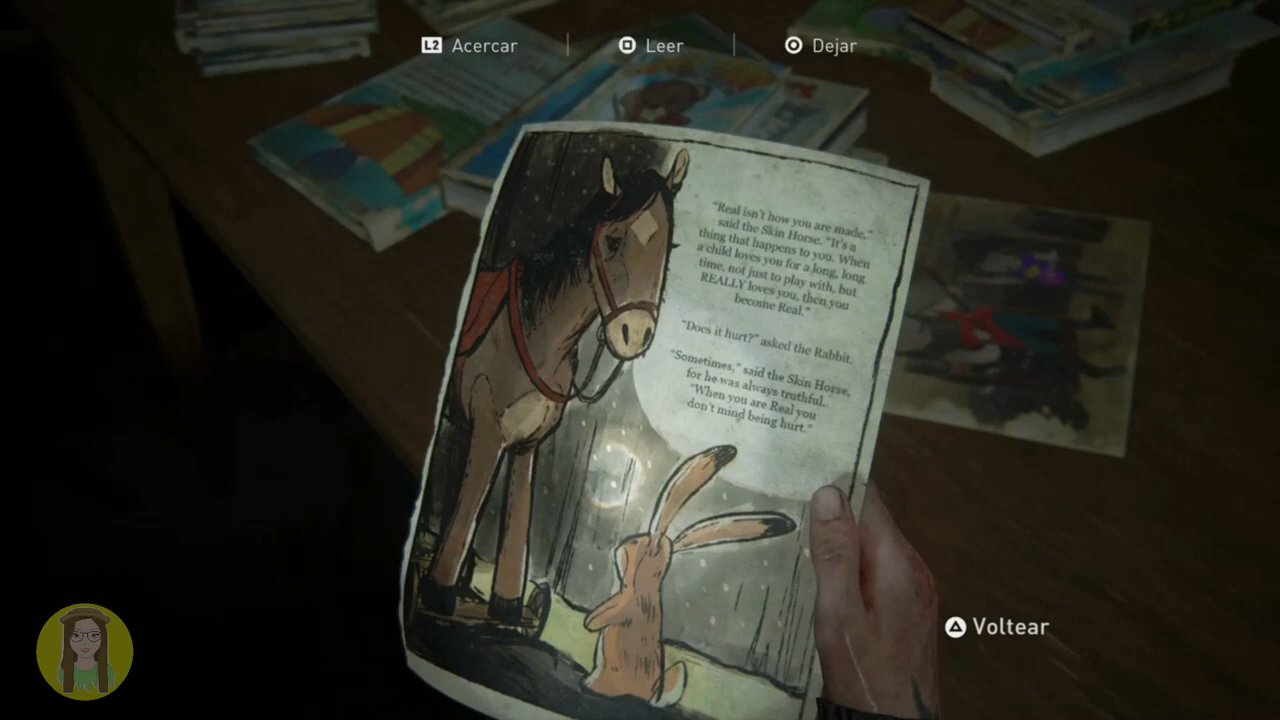 L2 Acercar
Leer
Dejar
"Real isn't how you are made,"
said the Skin Horse. "It's a
thing that happens to you. When
a child loves you for a long, long
time, not just to play with, but
REALLY loves you, then you
become Real."
"Does it hurt?" asked the Rabbit.
"Sometimes," said the Skin Horse,
for he was always truthful.
"When you are Real you
don't mind being hurt."
Voltear